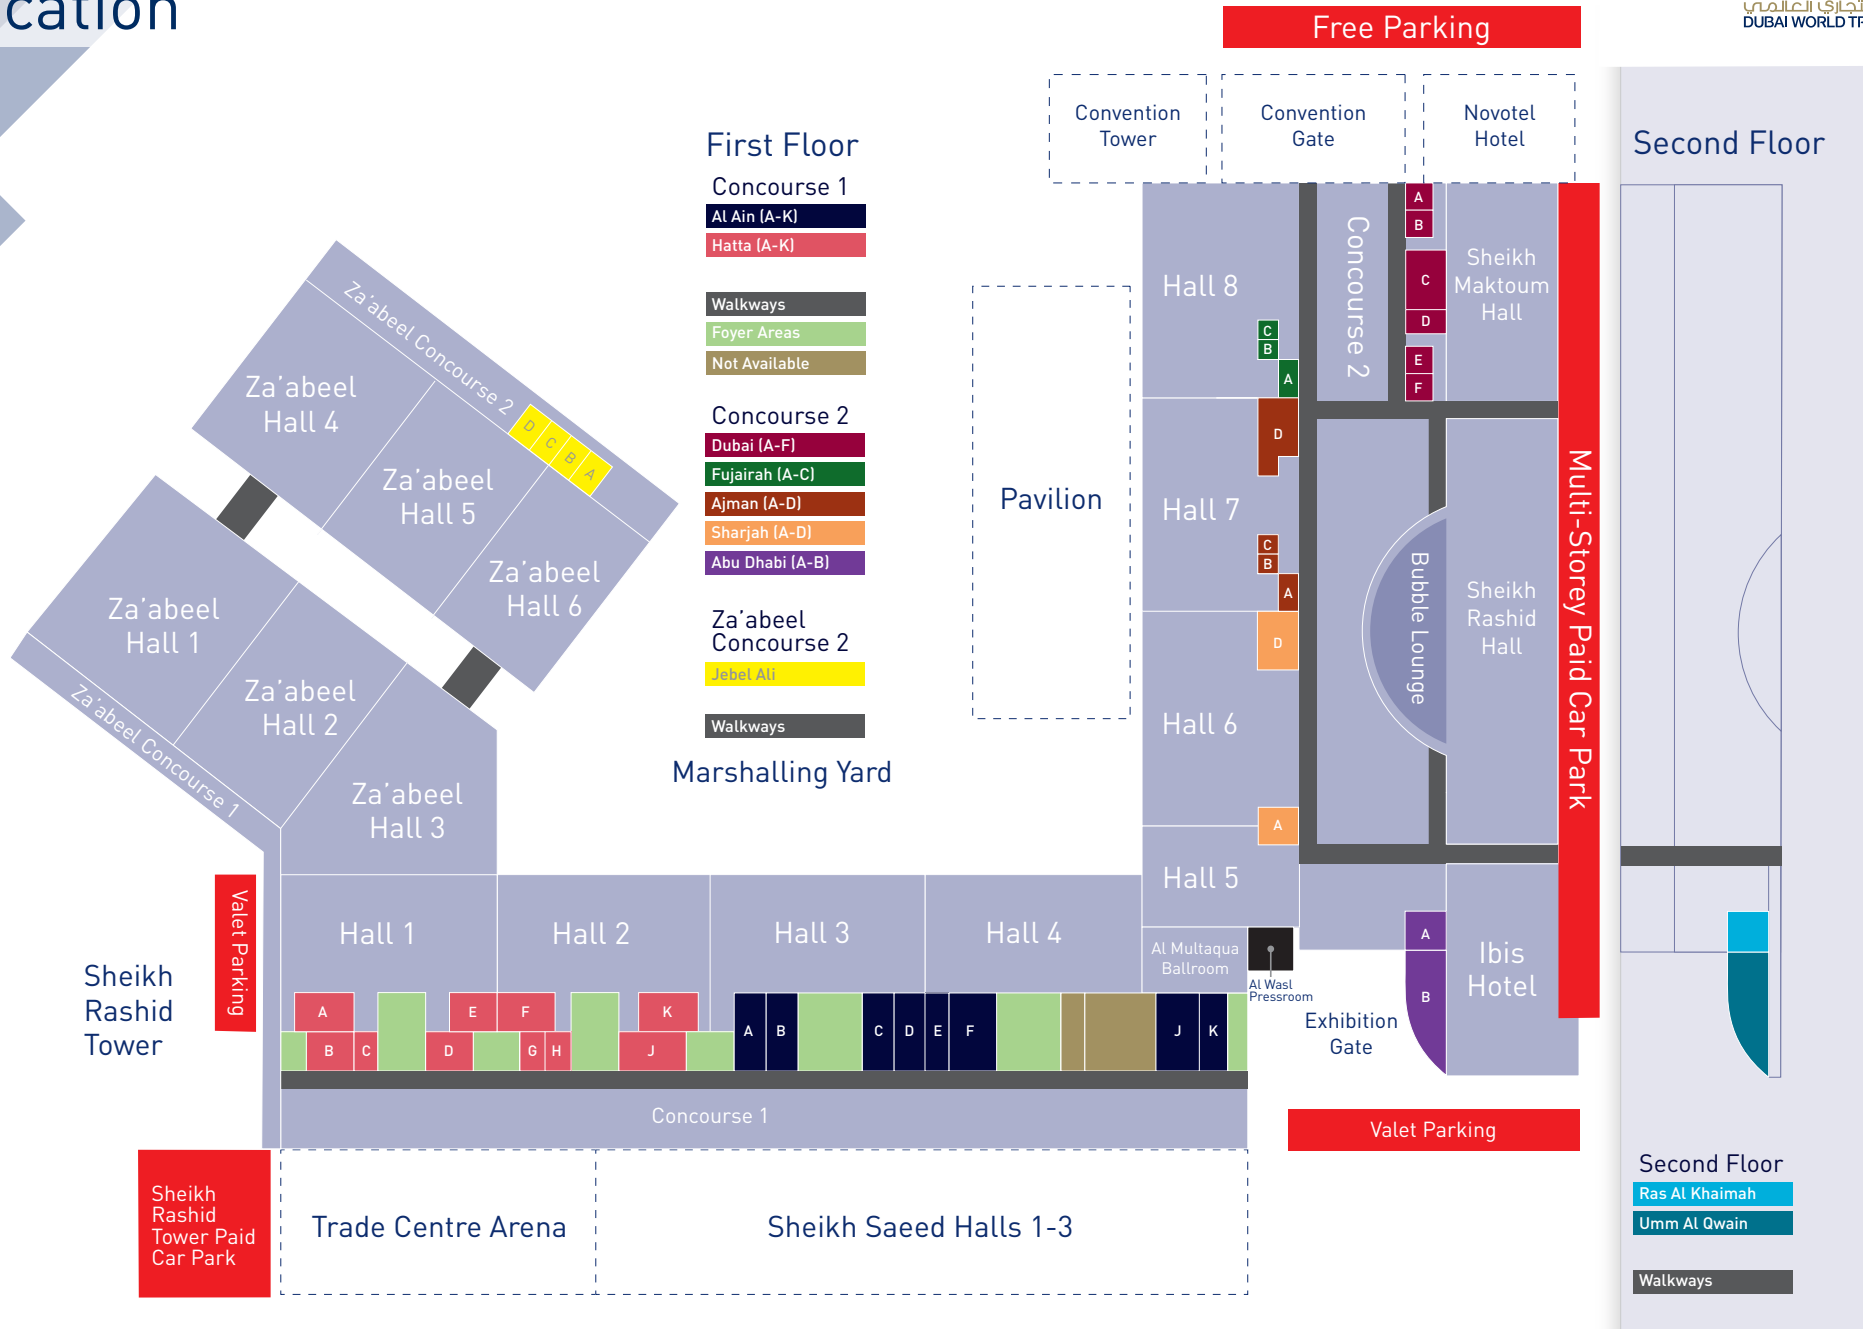 cation
Free Parking
التجاري العالمي
Convention
Tower
Convention
Gate
Novotel
Hotel
First Floor
Concourse 1
Al Ain (A-K)
Hatta (A-K)
Walkways
Foyer Areas
Not Available
Concourse 2
Dubai (A-F)
Fujairah (A-C)
Ajman (A-D)
Sharjah (A-D)
Abu Dhabi (A-B)
Za'abeel
Concourse 2
Jebel Ali
Walkways
Marshalling Yard
Za'abeel Concourse 2
Za'abeel
Hall 4
Za'abeel
Hall 5
Za'abeel
Hall 6
D
C
B
A
Za'abeel
Hall 1
Za'abeel
Hall 2
Za'abeel
Hall 3
Za'abeel Concourse 1
Pavilion
Hall 8
C
B
A
Concourse 2
A
B
C
D
E
F
Sheikh
Maktoum
Hall
Hall 7
D
C
B
A
Hall 6
D
A
Bubble Lounge
Sheikh
Rashid
Hall
Multi-Storey Paid Car Park
Hall 5
Al Multaqua
Ballroom
Al Wasl
Pressroom
A
B
Ibis
Hotel
Exhibition
Gate
Valet Parking
Valet Parking
Sheikh
Rashid
Tower
Hall 1
Hall 2
Hall 3
Hall 4
A
E
F
K
B
C
D
G
H
J
A
B
C
D
E
F
J
K
Concourse 1
Sheikh
Rashid
Tower Paid
Car Park
Trade Centre Arena
Sheikh Saeed Halls 1-3
DUBAI WORLD TR
Second Floor
Second Floor
Ras Al Khaimah
Umm Al Qwain
Walkways